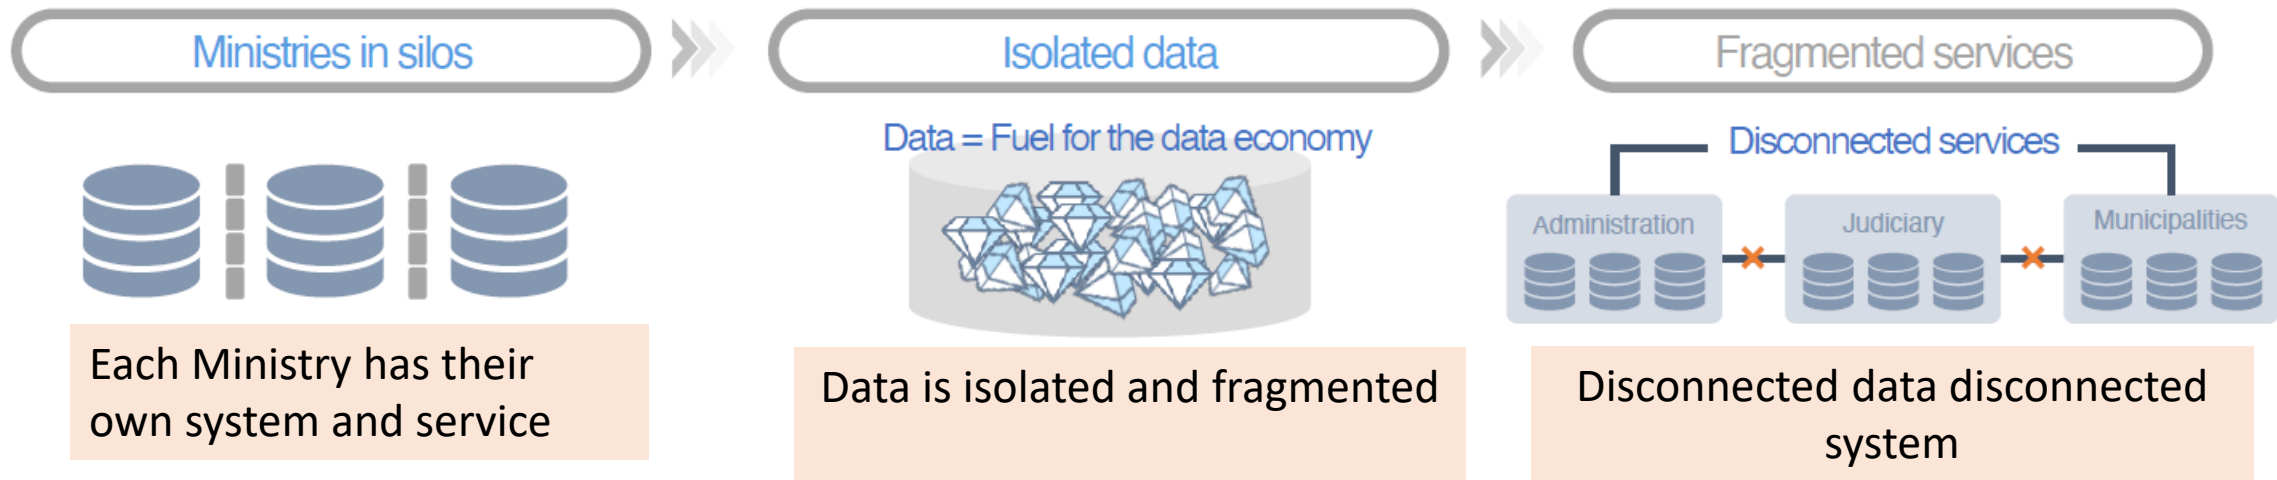 Ministries in silos
Isolated data
Fragmented services
Data = Fuel for the data economy
Disconnected services
Administration
Judiciary
Municipalities
Each Ministry has their
own system and service
Data is isolated and fragmented
Disconnected data disconnected
system